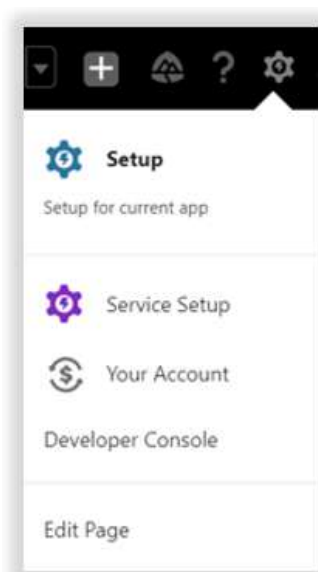 Setup
Setup for current app
Service Setup
Your Account
Developer Console
Edit Page